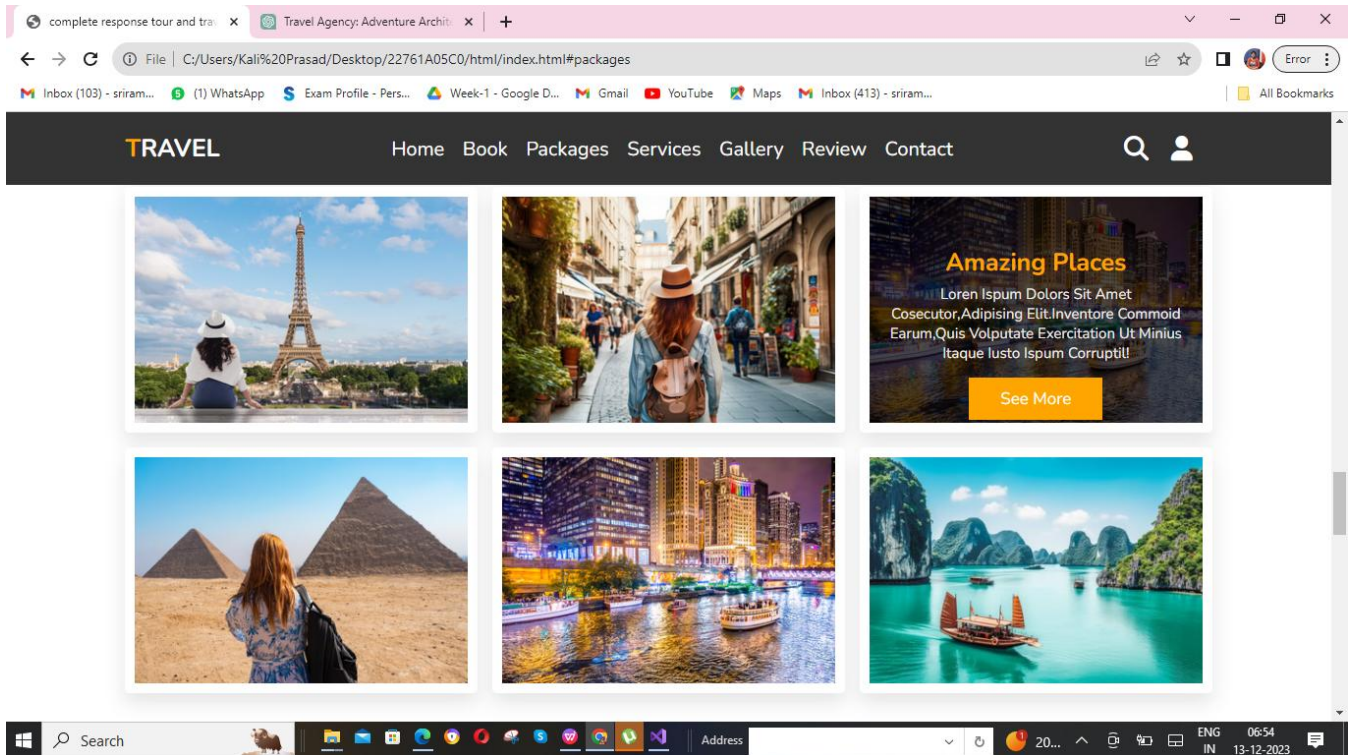 complete response tour and tra
Travel Agency: Adventure Archit
File C:/Users/Kali%20Prasad/Desktop/22761A05C0/html/index.html#packages
Error
Inbox (103) - sriram... (1) WhatsApp Exam Profile - Pers... Week-1 - Google D... Gmail YouTube Maps Inbox (413) - sriram... All Bookmarks
TRAVEL Home Book Packages Services Gallery Review Contact
Amazing Places
Loren Ispum Dolors Sit Amet
Cosecutor,Adipising Elit.Inventore Commoid
Earum,Quis Volputate Exercitation Ut Minius
Itaque Iusto Ispum Corruptil!
See More
Search Address 20... ENG 06:54
IN 13-12-2023